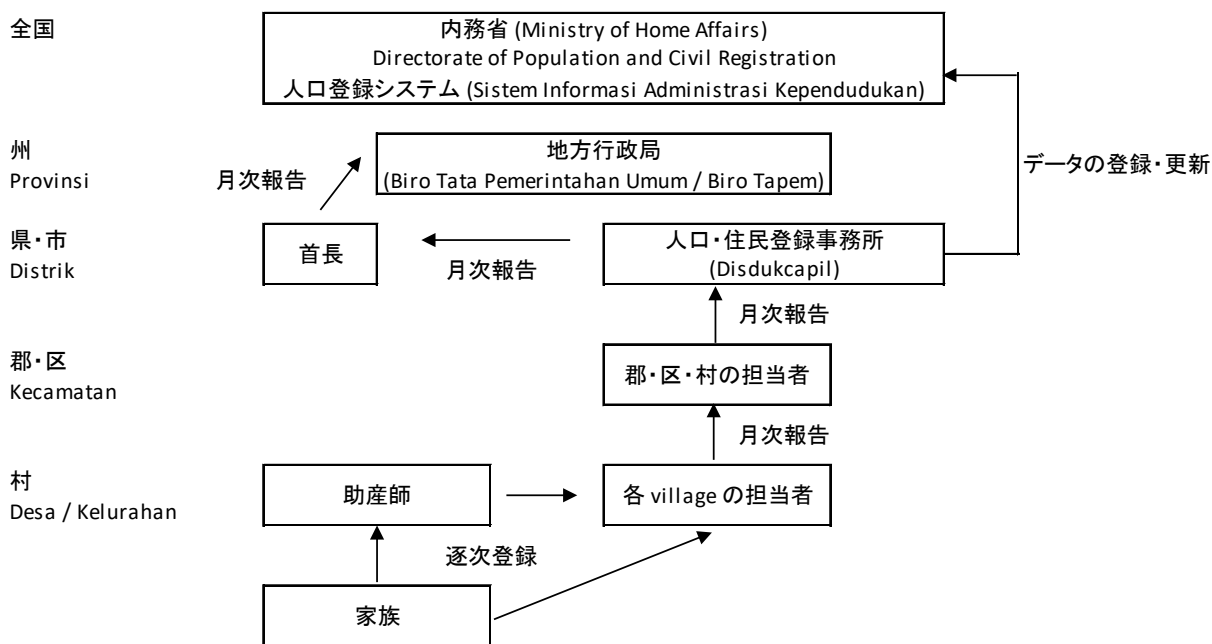 全国
内務省 (Ministry of Home Affairs)
Directorate of Population and Civil Registration
人口登録システム (Sistem Informasi Administrasi Kependudukan)
州
Provinsi
月次報告
地方行政局
(Biro Tata Pemerintahan Umum / Biro Tapem)
データの登録・更新
県・市
Distrik
首長
月次報告
人口・住民登録事務所
(Disdukcapil)
月次報告
郡・区
Kecamatan
郡・区・村の担当者
月次報告
村
Desa / Kelurahan
助産師
各 village の担当者
逐次登録
家族